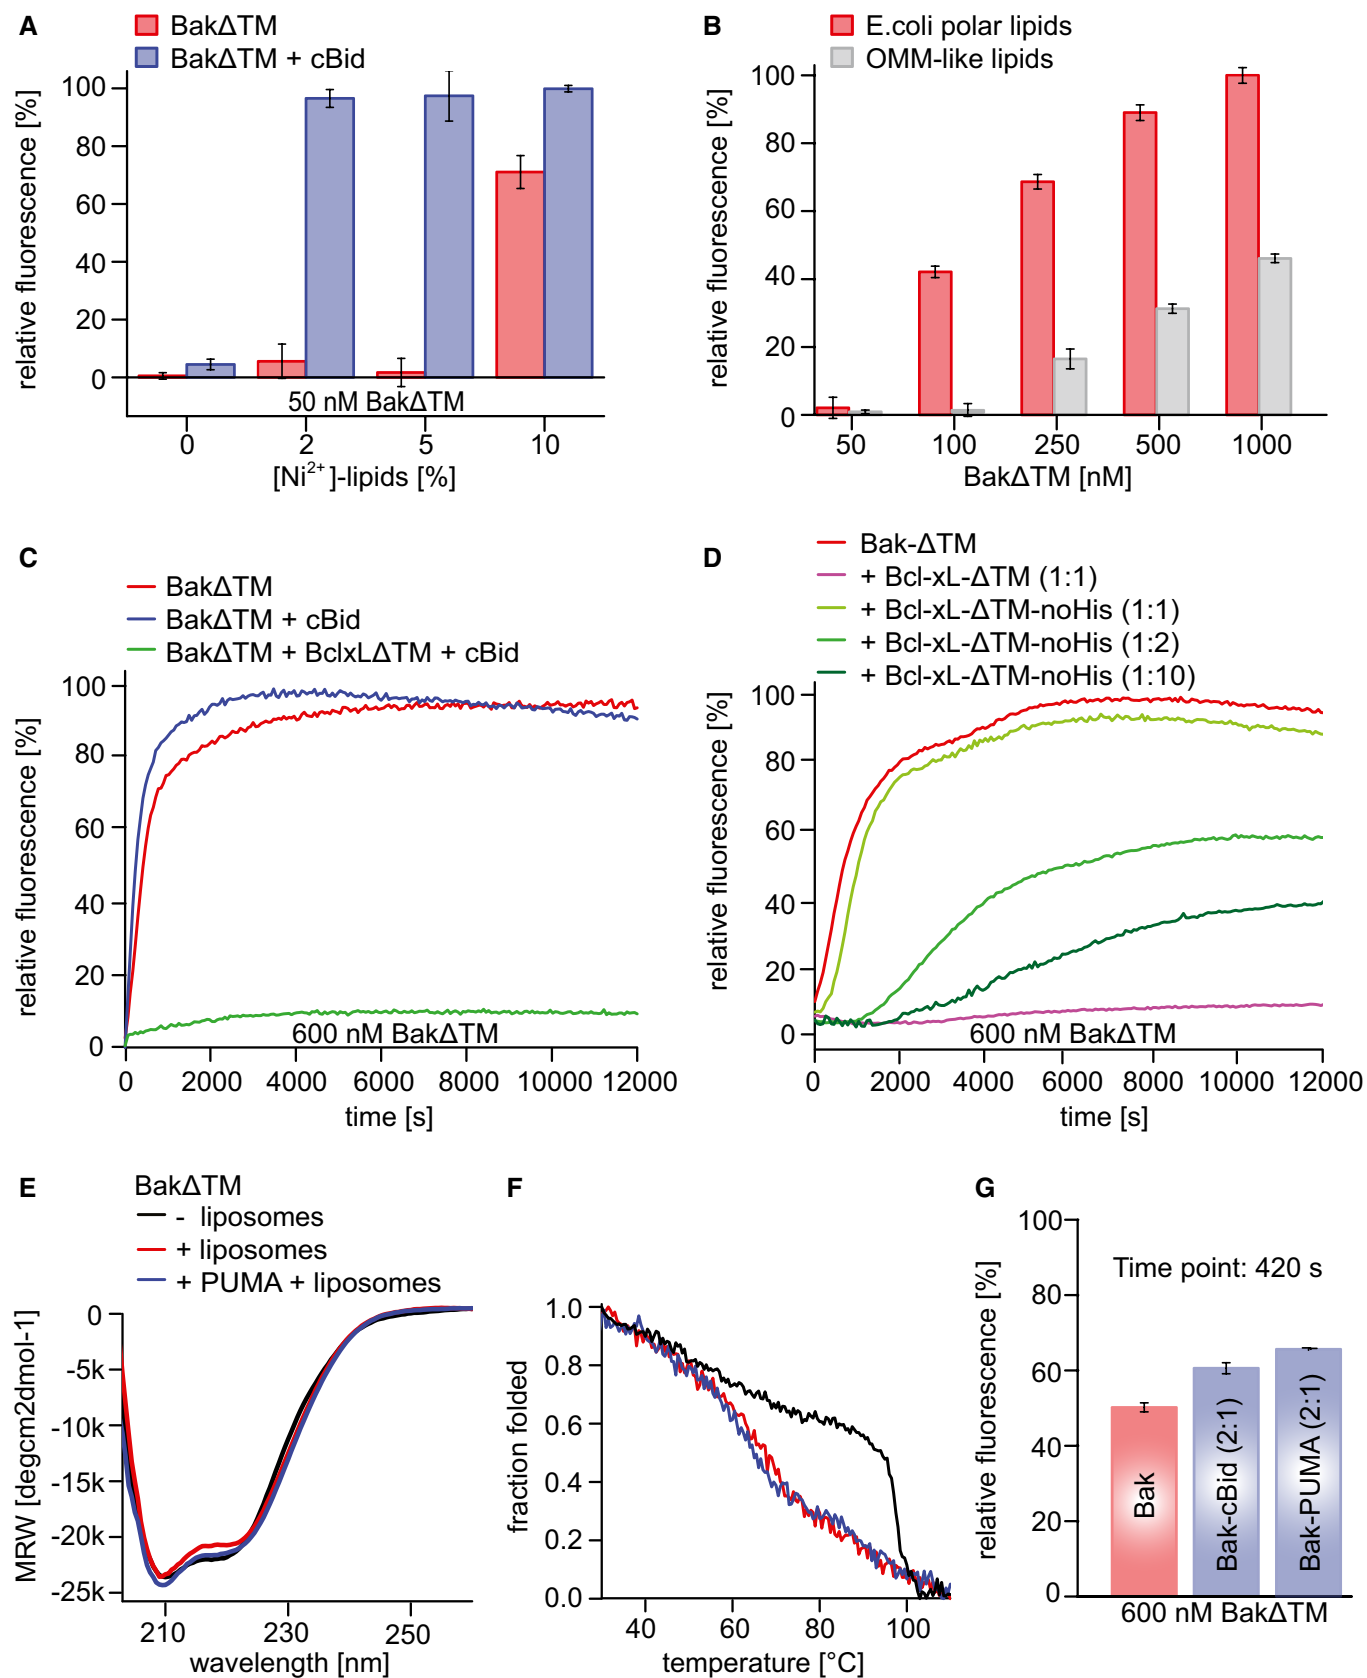 A
BakΔTM
BakΔTM + cBid
relative fluorescence [%]
100
80
60
40
20
0
50 nM BakΔTM
0 2 5 10
[Ni²⁺]-lipids [%]
B
E.coli polar lipids
OMM-like lipids
relative fluorescence [%]
100
80
60
40
20
0
50 100 250 500 1000
BakΔTM [nM]
C
BakΔTM
BakΔTM + cBid
BakΔTM + BclxLΔTM + cBid
relative fluorescence [%]
100
80
60
40
20
0
600 nM BakΔTM
0 2000 4000 6000 8000 10000 12000
time [s]
D
Bak-ΔTM
+ Bcl-xL-ΔTM (1:1)
+ Bcl-xL-ΔTM-noHis (1:1)
+ Bcl-xL-ΔTM-noHis (1:2)
+ Bcl-xL-ΔTM-noHis (1:10)
relative fluorescence [%]
100
80
60
40
20
0
600 nM BakΔTM
0 2000 4000 6000 8000 10000 12000
time [s]
E
BakΔTM
- liposomes
+ liposomes
+ PUMA + liposomes
MRW [degcm2dmol-1]
0
-5k
-10k
-15k
-20k
-25k
210 230 250
wavelength [nm]
F
fraction folded
1.0
0.8
0.6
0.4
0.2
0.0
40 60 80 100
temperature [°C]
G
relative fluorescence [%]
100
80
60
40
20
0
Time point: 420 s
Bak
Bak-cBid (2:1)
Bak-PUMA (2:1)
600 nM BakΔTM